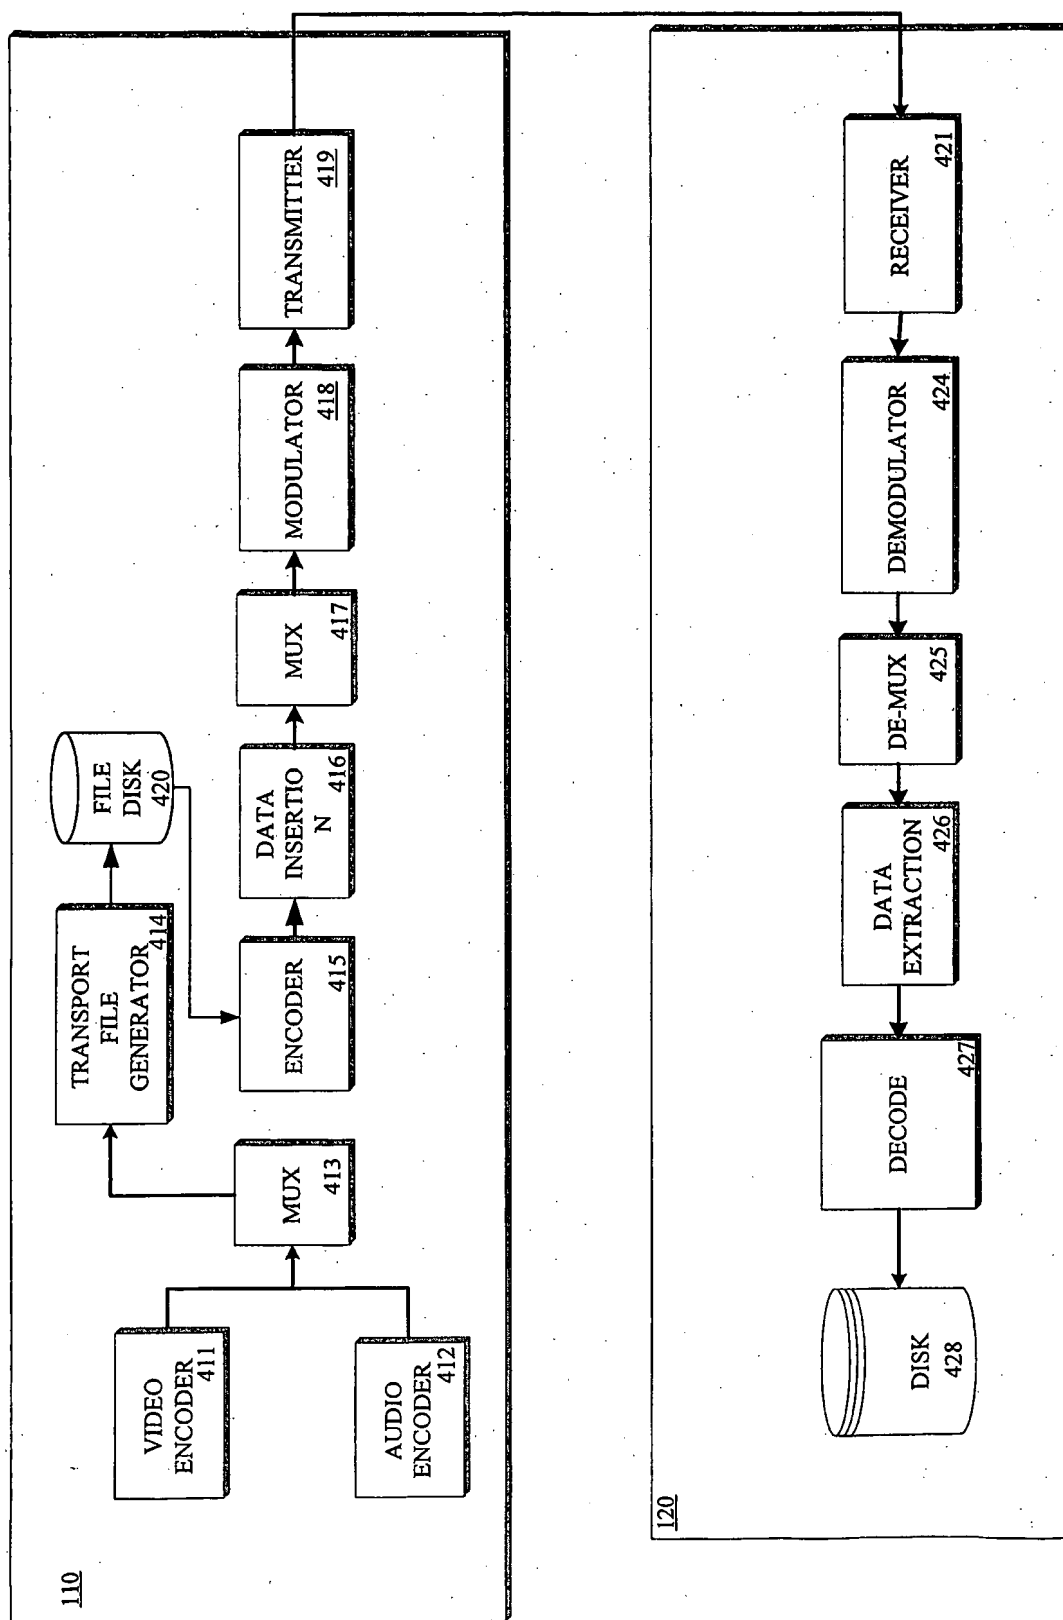 110
VIDEO
ENCODER
411
AUDIO
ENCODER
412
MUX
413
TRANSPORT
FILE
GENERATOR
414
FILE
DISK
420
ENCODER
415
DATA
INSERTIO
N
416
MUX
417
MODULATOR
418
TRANSMITTER
419
120
RECEIVER
421
DEMODULATOR
424
DE-MUX
425
DATA
EXTRACTION
426
DECODE
427
DISK
428